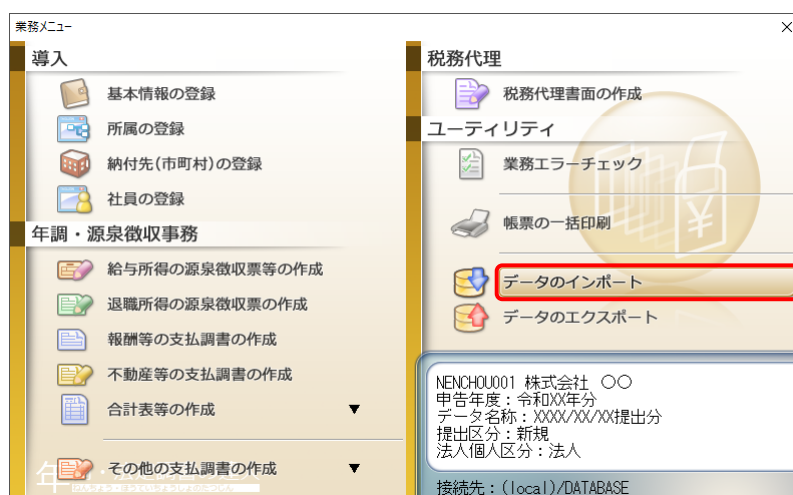 業務メニュー
導入
基本情報の登録
所属の登録
納付先(市町村)の登録
社員の登録
年調・源泉徴収事務
給与所得の源泉徴収票等の作成
退職所得の源泉徴収票の作成
報酬等の支払調書の作成
不動産等の支払調書の作成
合計表等の作成 ▼
その他の支払調書の作成 ▼
税務代理
税務代理書面の作成
ユーティリティ
業務エラーチェック
帳票の一括印刷
データのインポート
データのエクスポート
NENCHOU001 株式会社 ○○
申告年度:令和XX年分
データ名称:XXXX/XX/XX提出分
提出区分:新規
法人個人区分:法人
接続先:(local)/DATABASE